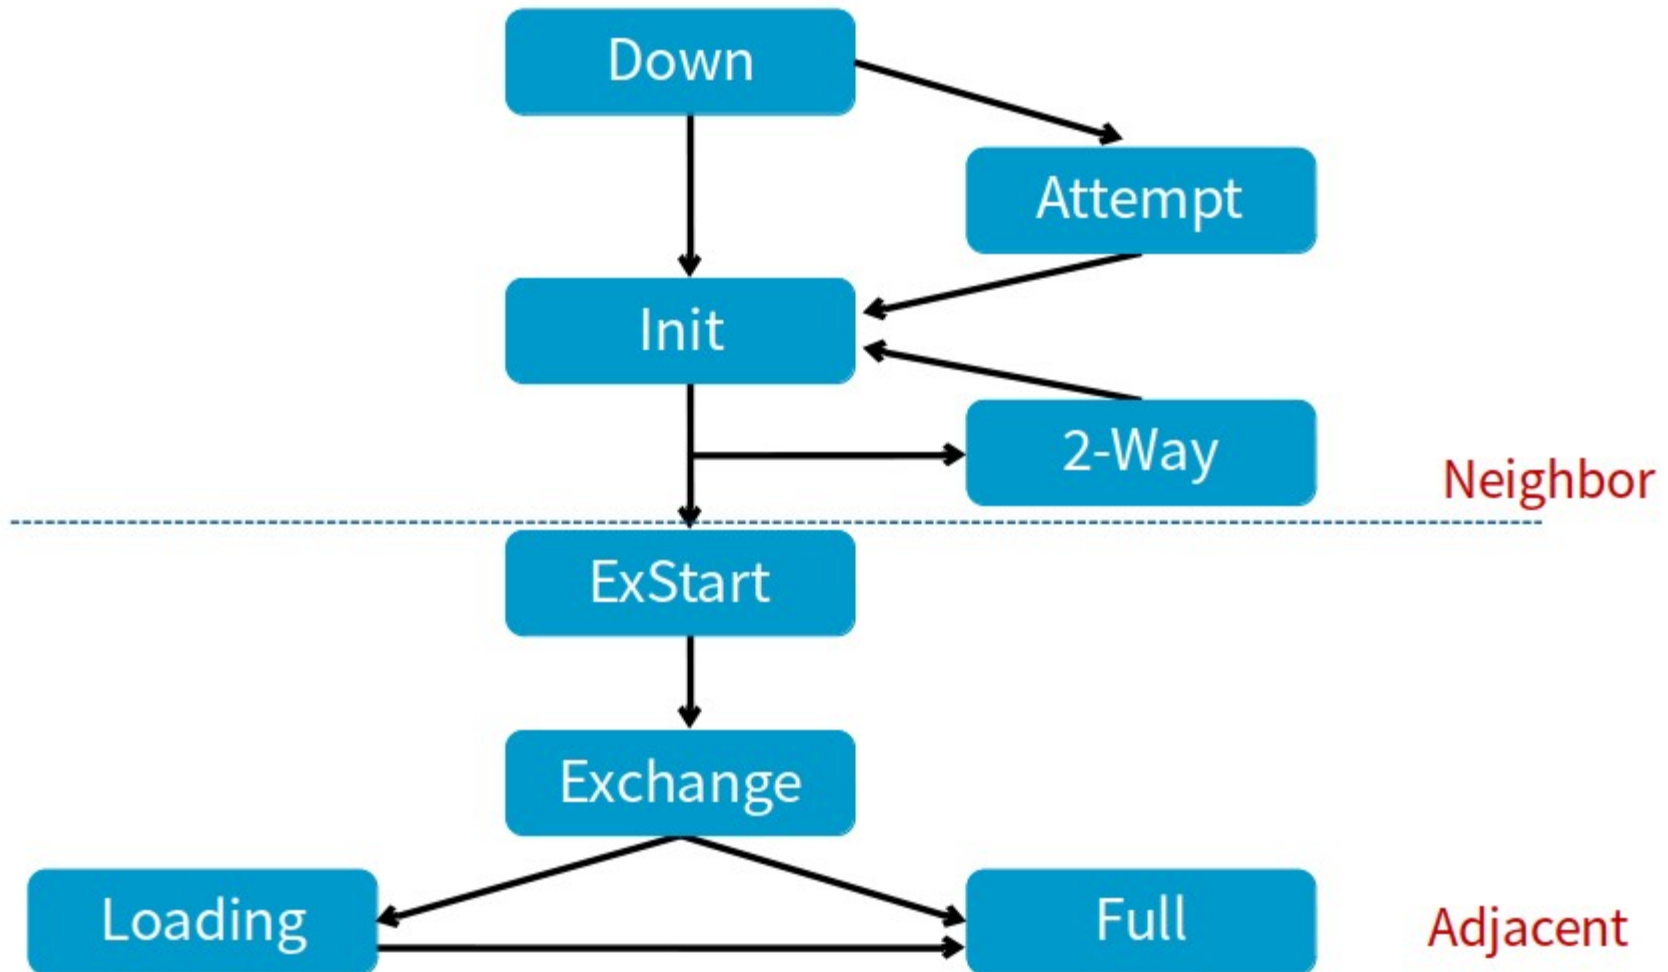 Down
Attempt
Init
2-Way
Neighbor
ExStart
Exchange
Loading
Full
Adjacent